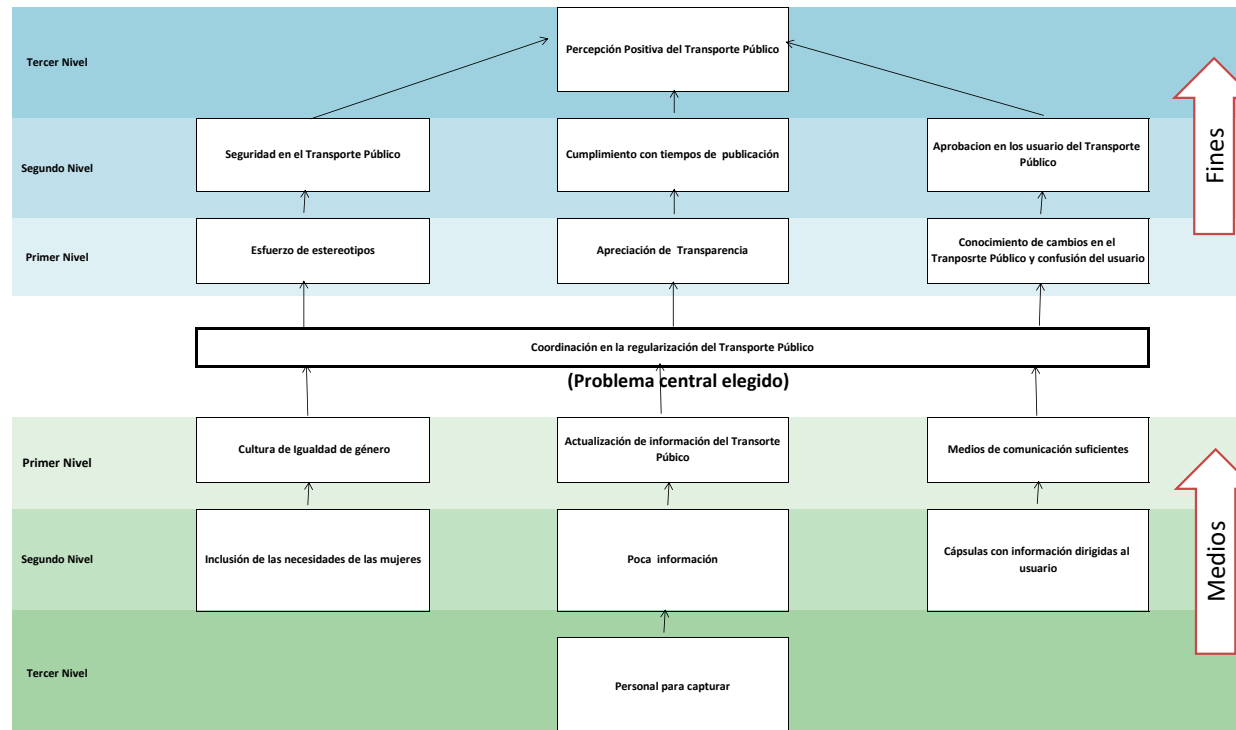 Percepción Positiva del Transporte Público
Tercer Nivel
Fines
Seguridad en el Transporte Público
Cumplimiento con tiempos de publicación
Aprobacion en los usuario del Transporte
Público
Segundo Nivel
Esfuerzo de estereotipos
Apreciación de Transparencia
Conocimiento de cambios en el
Tranposrte Público y confusión del usuario
Primer Nivel
Coordinación en la regularización del Transporte Público
(Problema central elegido)
Cultura de Igualdad de género
Actualización de información del Transorte
Púbico
Medios de comunicación suficientes
Primer Nivel
Medios
Segundo Nivel
Inclusión de las necesidades de las mujeres
Poca información
Cápsulas con información dirigidas al
usuario
Tercer Nivel
Personal para capturar